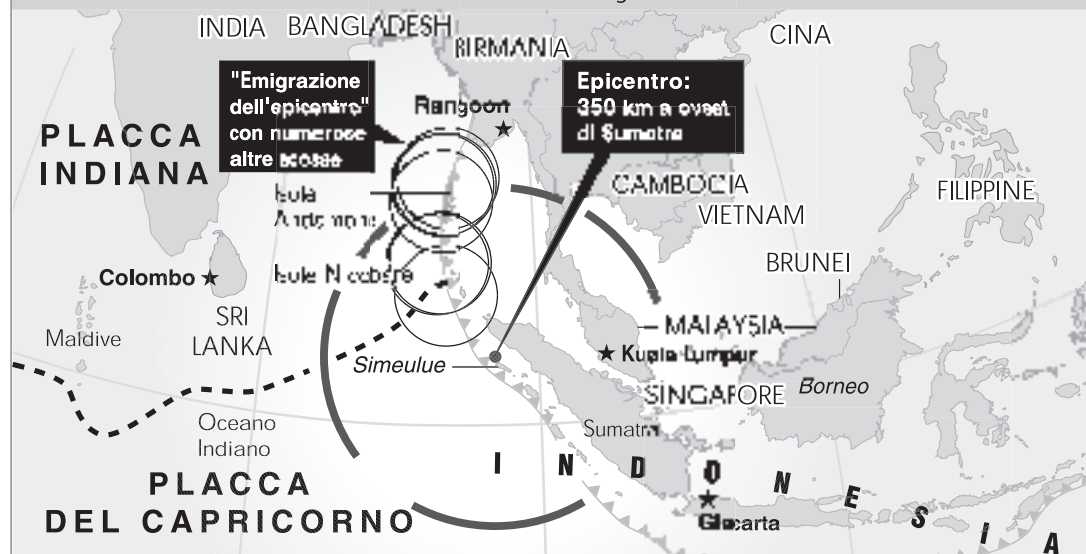 INDIA
BANGLADESH
BIRMANIA
CINA
"Emigrazione
dell'epicentro"
con numerose
altre scosse
Rangoon
Epicentro:
350 km a ovest
di Sumatra
PLACCA
INDIANA
Isole
Andamane
CAMBOGIA
VIETNAM
FILIPPINE
Isole Nicobare
Colombo
BRUNEI
SRI
LANKA
Maldive
MALAYSIA
Simeulue
Kuala Lumpur
SINGAPORE
Borneo
Oceano
Indiano
Sumatra
INDONESIA
PLACCA
DEL CAPRICORNO
Giacarta